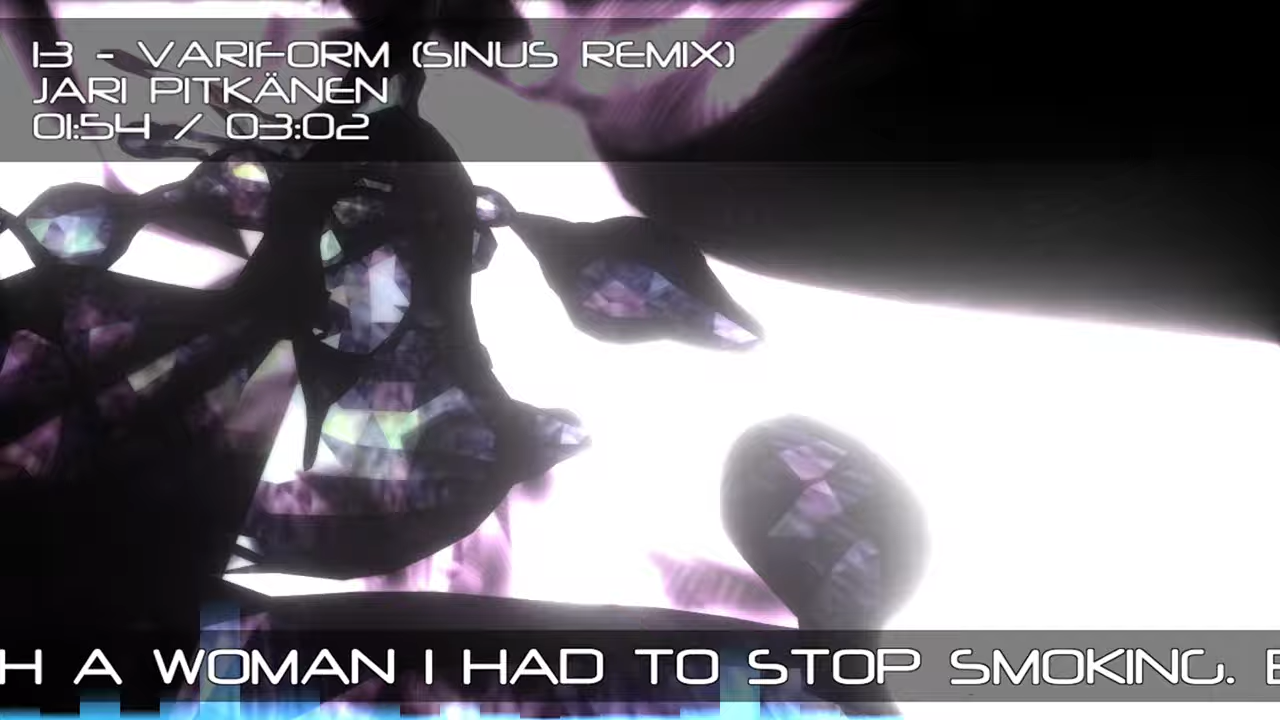 13 - VARIFORM (SINUS REMIX)
JARI PITKÄNEN
01:54 / 03:02
H A WOMAN I HAD TO STOP SMOKING.